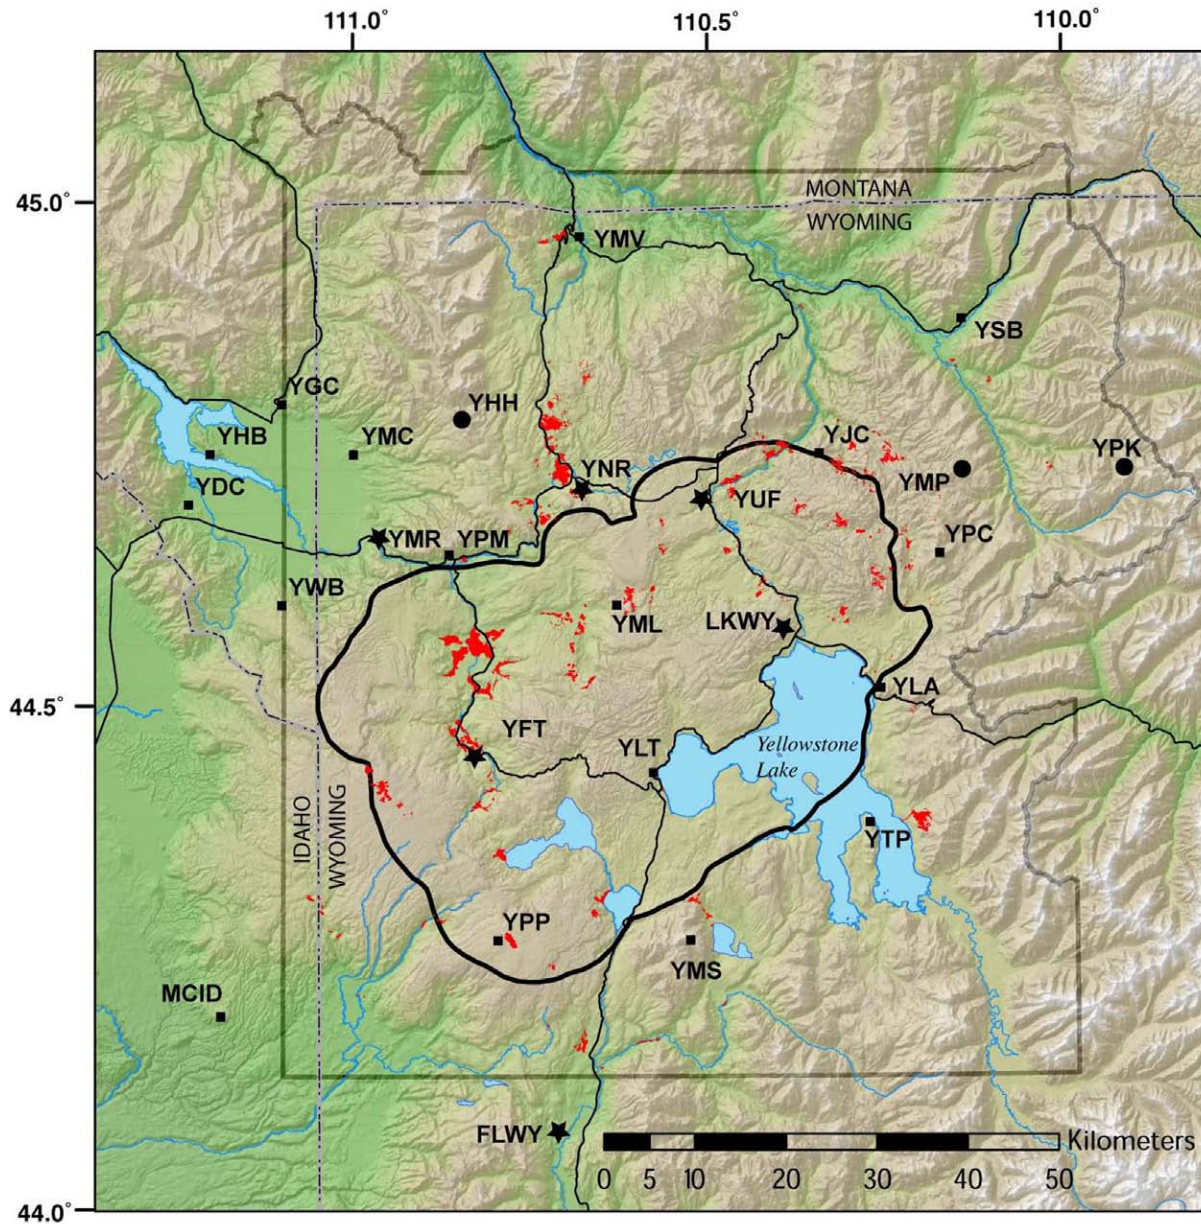 111.0° 110.5° 110.0°
45.0°
MONTANA
WYOMING
YMV
YSB
YGC
YHH
YHB
YMC
YJC
YPK
YNR
YMP
YDC
YUF
YMR YPM
YPC
YWB
YML LKWY
YLA
44.5°
YFT
YLT
Yellowstone
Lake
IDAHO
WYOMING
YTP
YPP
YMS
MCID
FLWY
Kilometers
0 5 10 20 30 40 50
44.0°